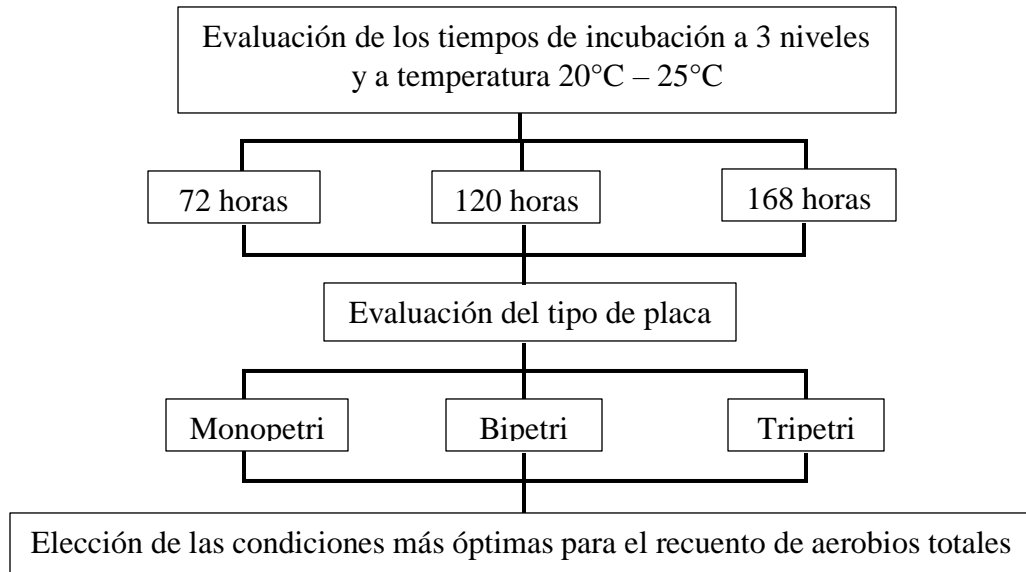 Evaluación de los tiempos de incubación a 3 niveles
y a temperatura 20°C – 25°C
72 horas
120 horas
168 horas
Evaluación del tipo de placa
Monopetri
Bipetri
Tripetri
Elección de las condiciones más óptimas para el recuento de aerobios totales